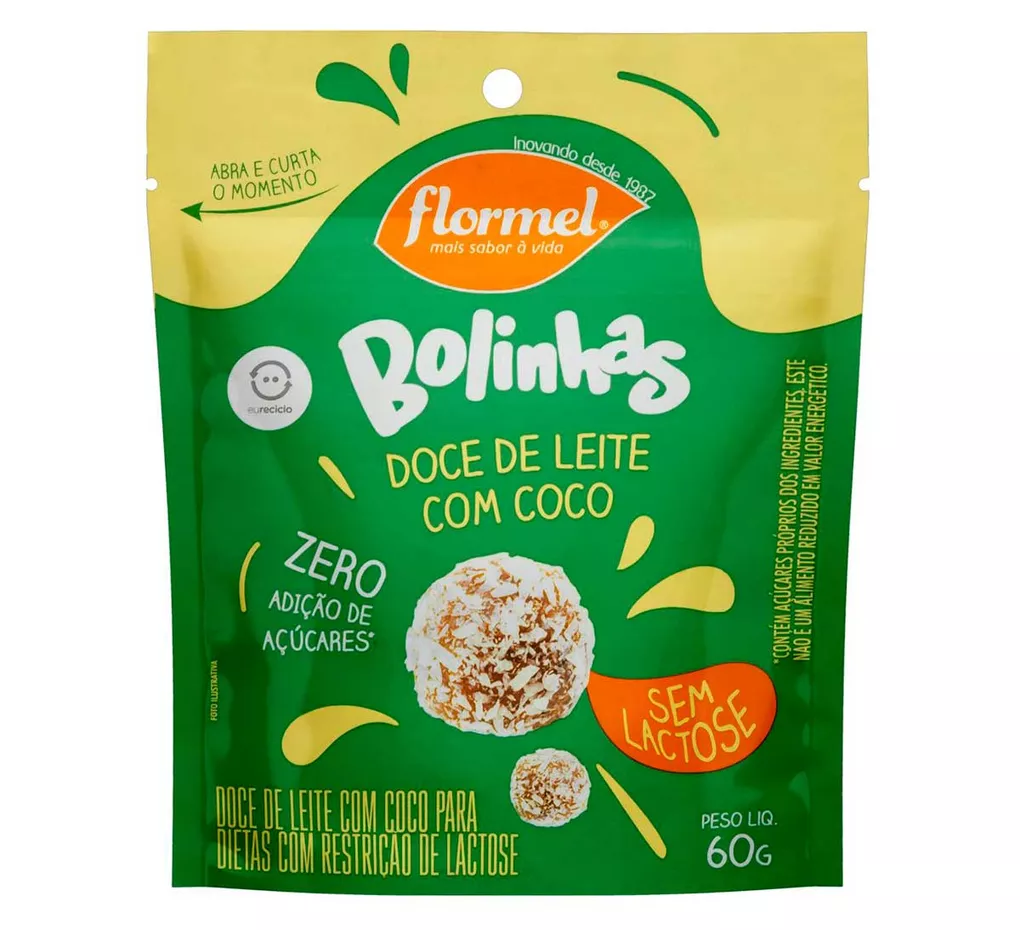 Inovando desde 1987
ABRA E CURTA
O MOMENTO
flormel®
mais sabor à vida
Bolinhas
eureciclo
DOCE DE LEITE
COM COCO
ZERO
ADIÇÃO DE
AÇÚCARES*
*CONTÉM AÇÚCARES PRÓPRIOS DOS INGREDIENTES. ESTE
NÃO É UM ALIMENTO REDUZIDO EM VALOR ENERGÉTICO.
FOTO ILUSTRATIVA
SEM
LACTOSE
DOCE DE LEITE COM COCO PARA
DIETAS COM RESTRIÇÃO DE LACTOSE
PESO LIQ.
60G